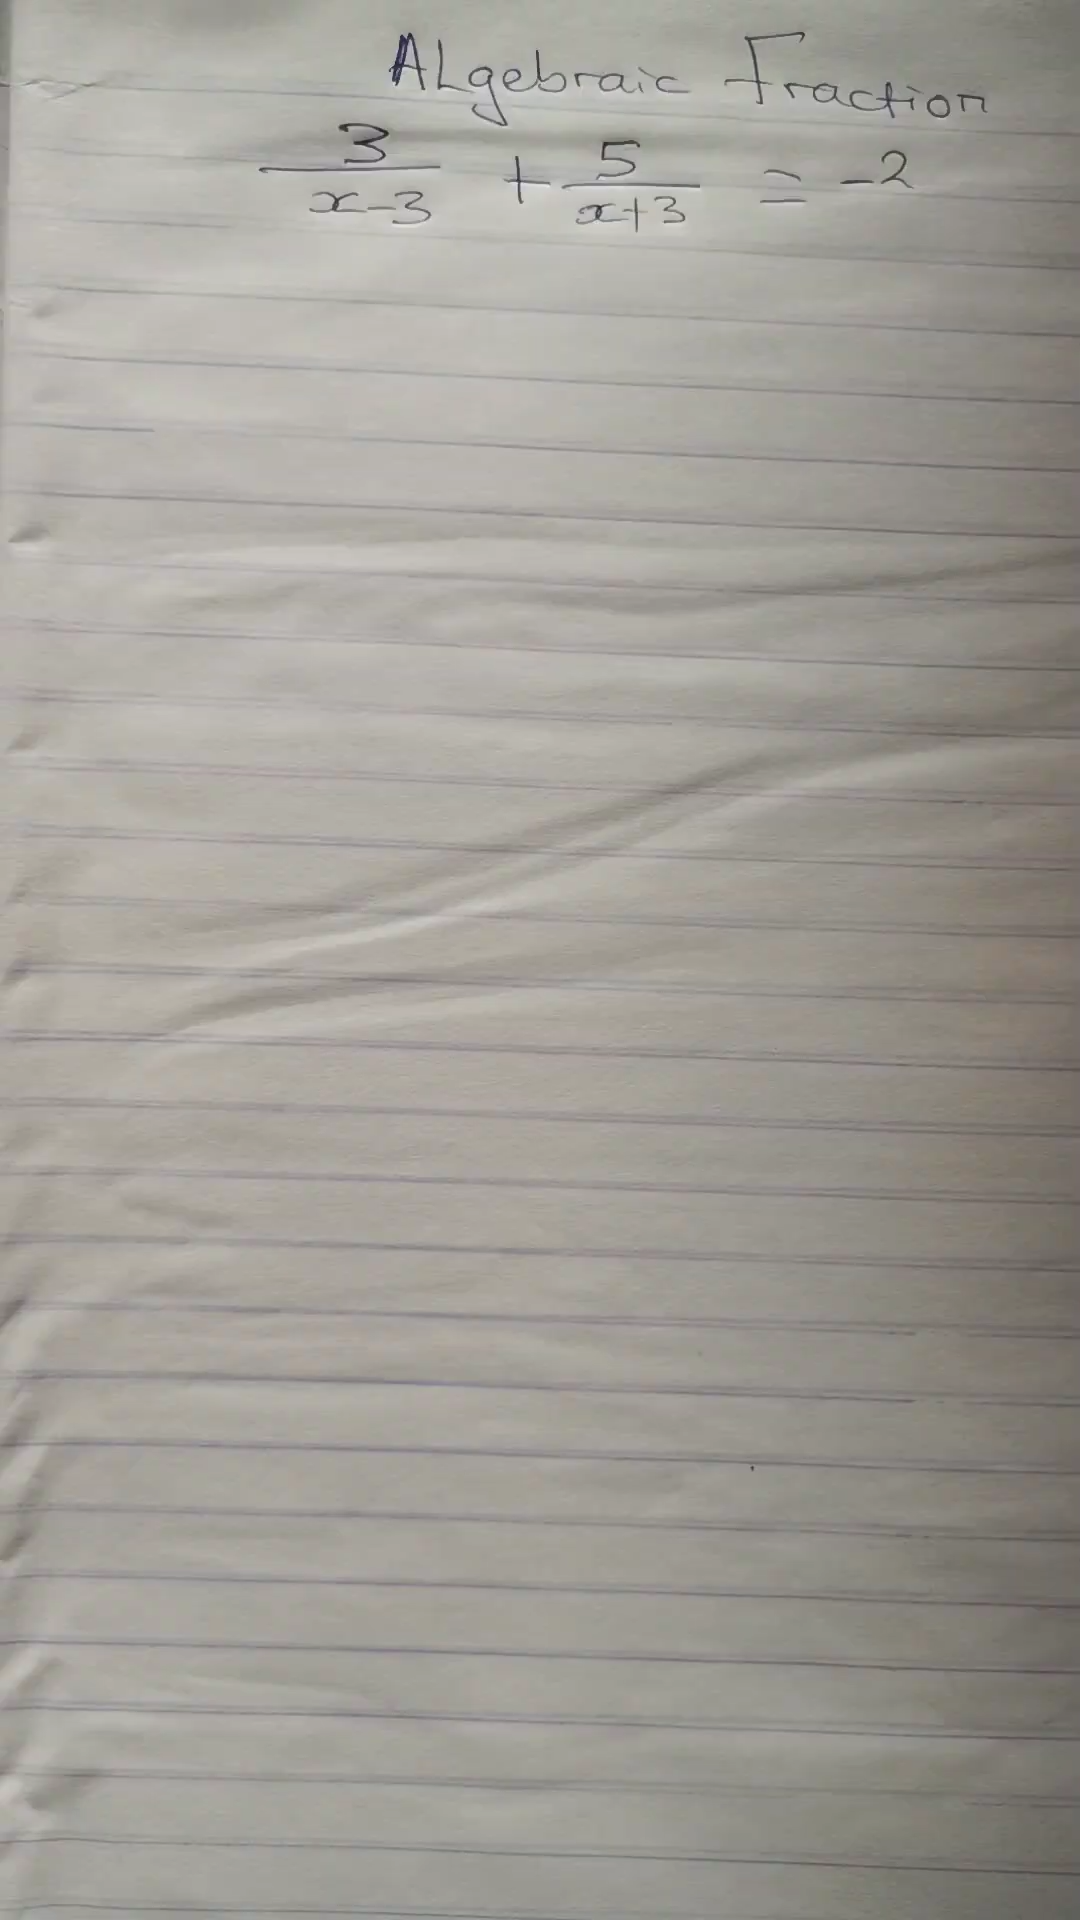 ALgebraic Fraction
3/(x-3) + 5/(x+3) = -2